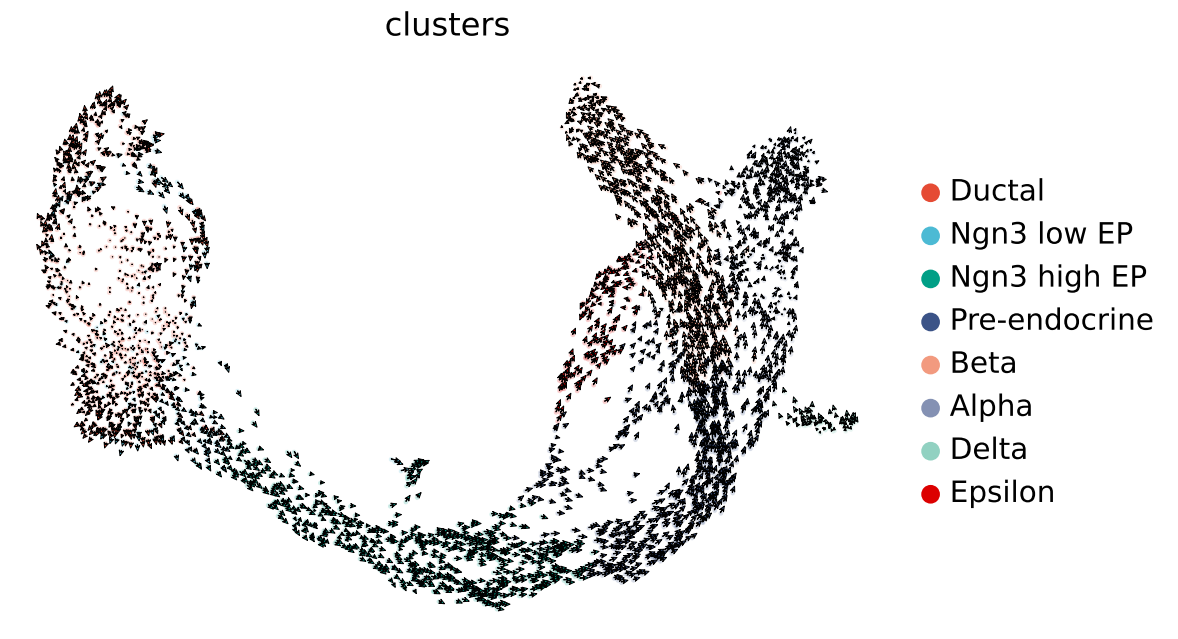 clusters
Ductal
Ngn3 low EP
Ngn3 high EP
Pre-endocrine
Beta
Alpha
Delta
Epsilon